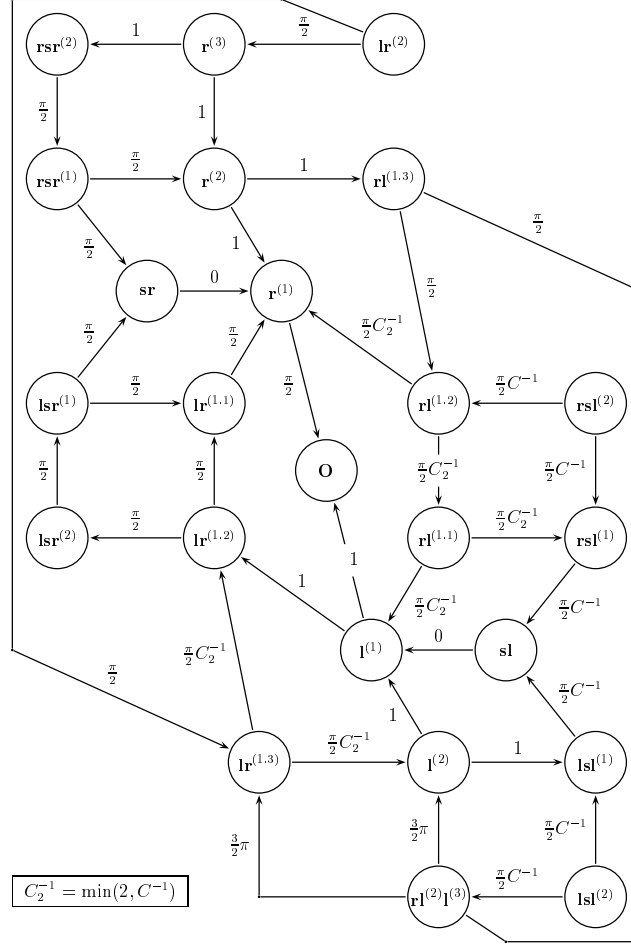 1 π/2
rsr^(2) r^(3) lr^(2)
π/2 1
π/2 1
rsr^(1) r^(2) rl^(1.3)
π/2
π/2 1 π/2
0
sr r^(1)
π/2 π/2 π/2 C_2^{-1}
π/2 π/2 π/2 C^{-1}
lsr^(1) lr^(1.1) rl^(1.2) rsl^(2)
π/2 π/2 O π/2 C_2^{-1} π/2 C^{-1}
π/2 π/2 C_2^{-1}
lsr^(2) lr^(1.2) rl^(1.1) rsl^(1)
1 1 π/2 C_2^{-1} π/2 C^{-1}
0
l^(1) sl
π/2 π/2 C_2^{-1} π/2 C^{-1}
1
π/2 C_2^{-1} 1
lr^(1.3) l^(2) lsl^(1)
3/2 π 3/2 π π/2 C^{-1}
π/2 C^{-1}
C_2^{-1} = min(2, C^{-1}) rl^(2)l^(3) lsl^(2)